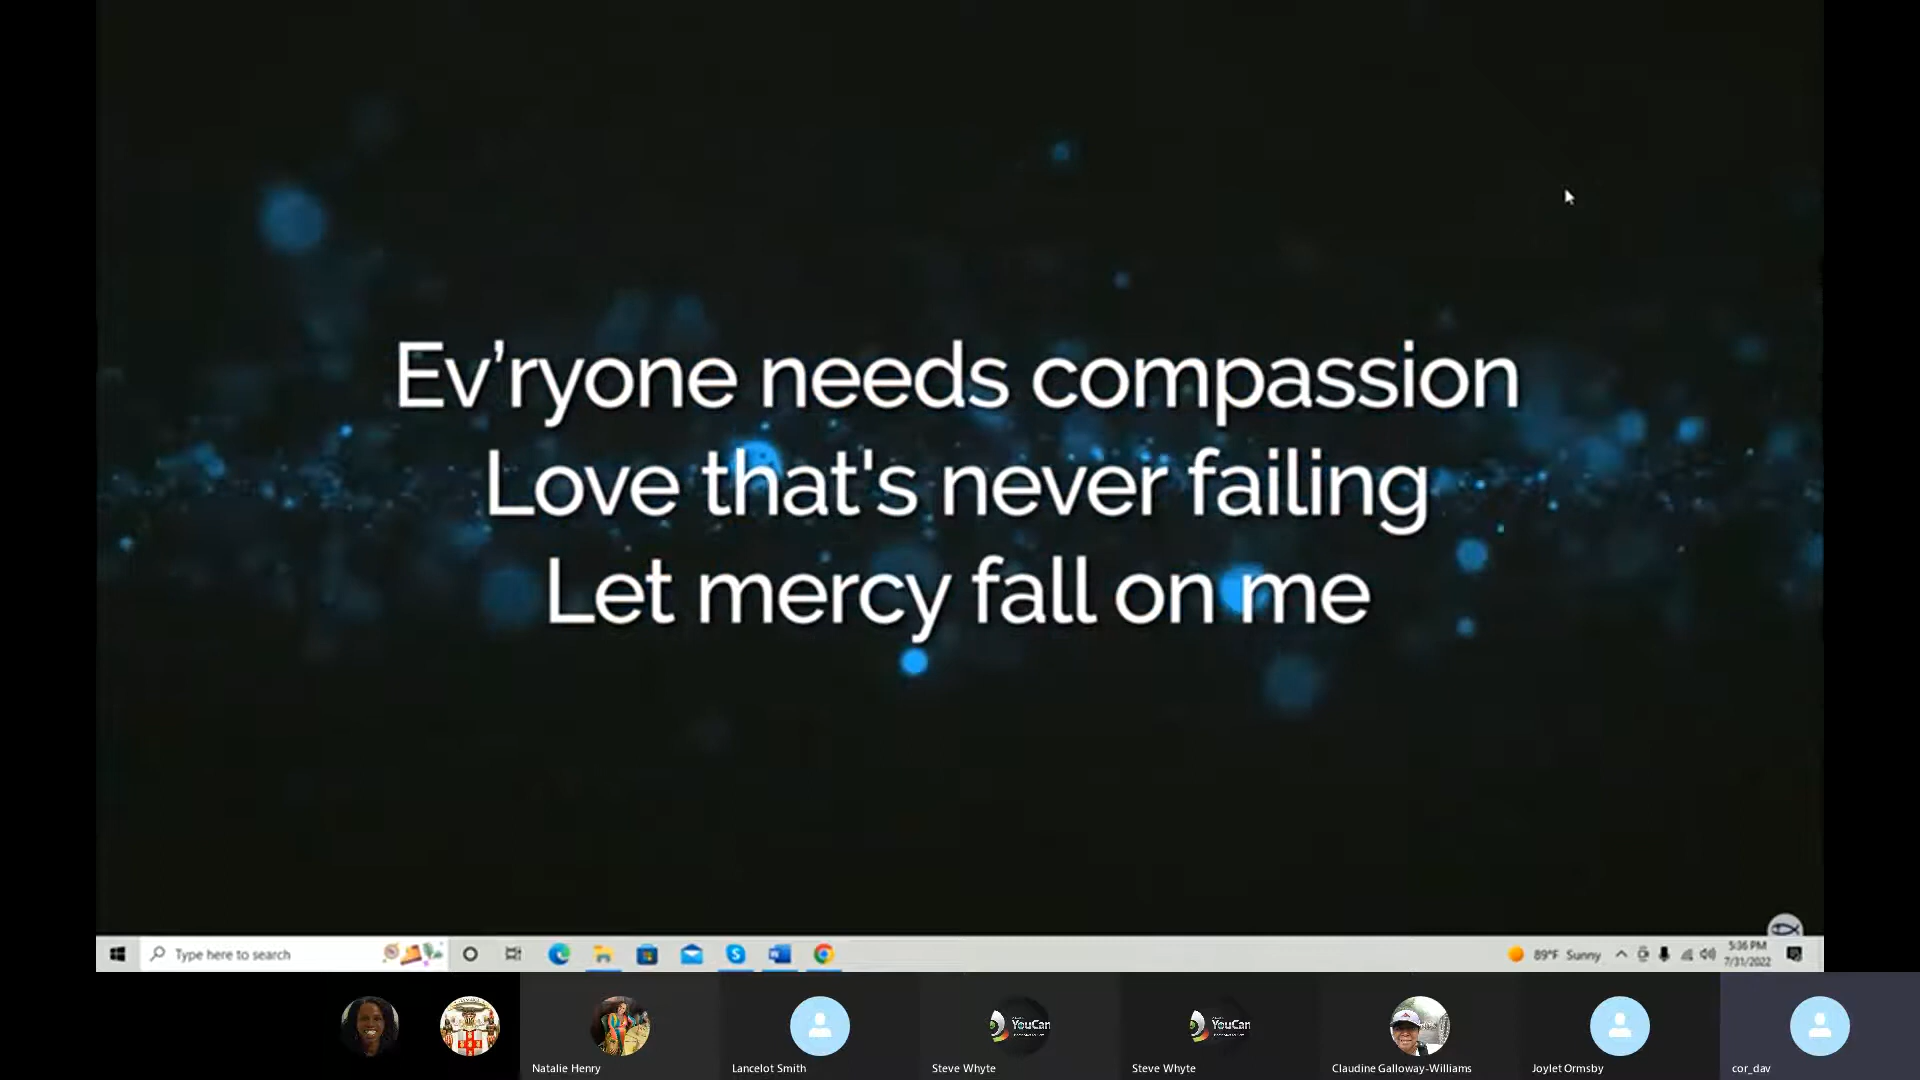 Ev’ryone needs compassion
Love that's never failing
Let mercy fall on me
Type here to search
89°F Sunny
5:36 PM
7/31/2022
YouCan
YouCan
Natalie Henry
Lancelot Smith
Steve Whyte
Steve Whyte
Claudine Galloway-Williams
Joylet Ormsby
cor_dav